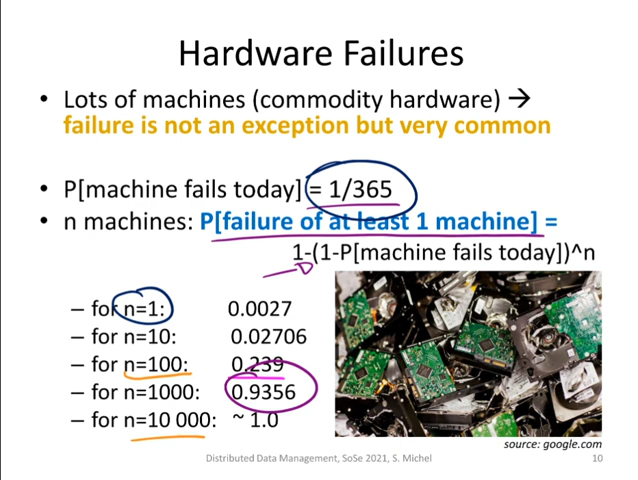 Hardware Failures
• Lots of machines (commodity hardware) →
failure is not an exception but very common
• P[machine fails today] = 1/365
• n machines: P[failure of at least 1 machine] =
1-(1-P[machine fails today])^n
– for n=1: 0.0027
– for n=10: 0.02706
– for n=100: 0.239
– for n=1000: 0.9356
– for n=10 000: ~ 1.0
source: google.com
Distributed Data Management, SoSe 2021, S. Michel 10